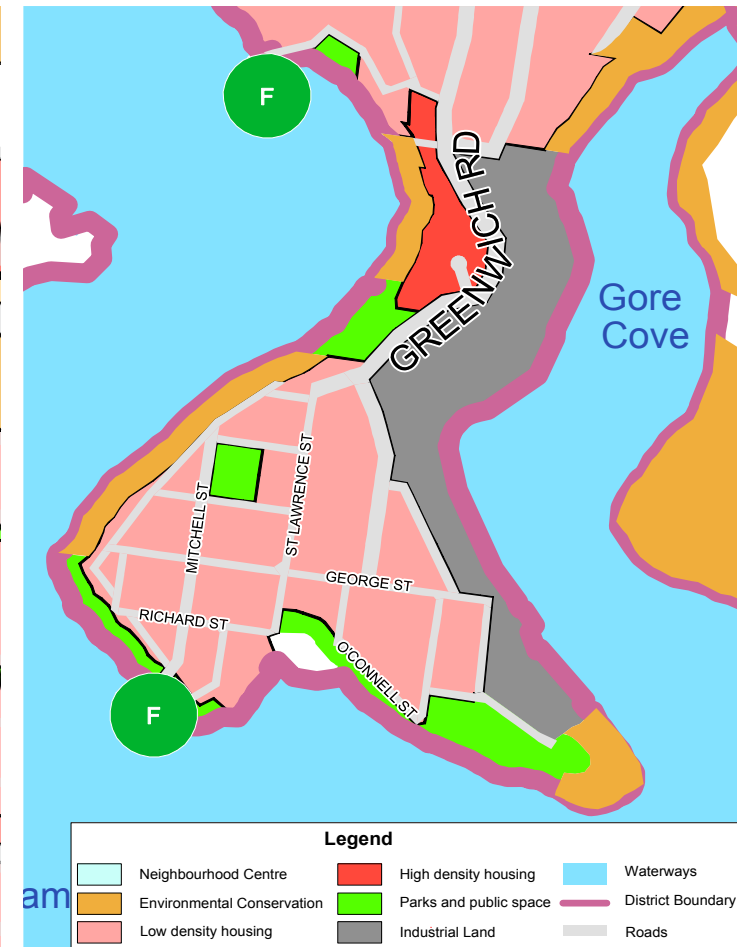 F
GREENWICH RD
Gore
Cove
MITCHELL ST
ST LAWRENCE ST
GEORGE ST
RICHARD ST
O'CONNELL ST
F
am
Legend
Neighbourhood Centre
High density housing
Waterways
Environmental Conservation
Parks and public space
District Boundary
Low density housing
Industrial Land
Roads